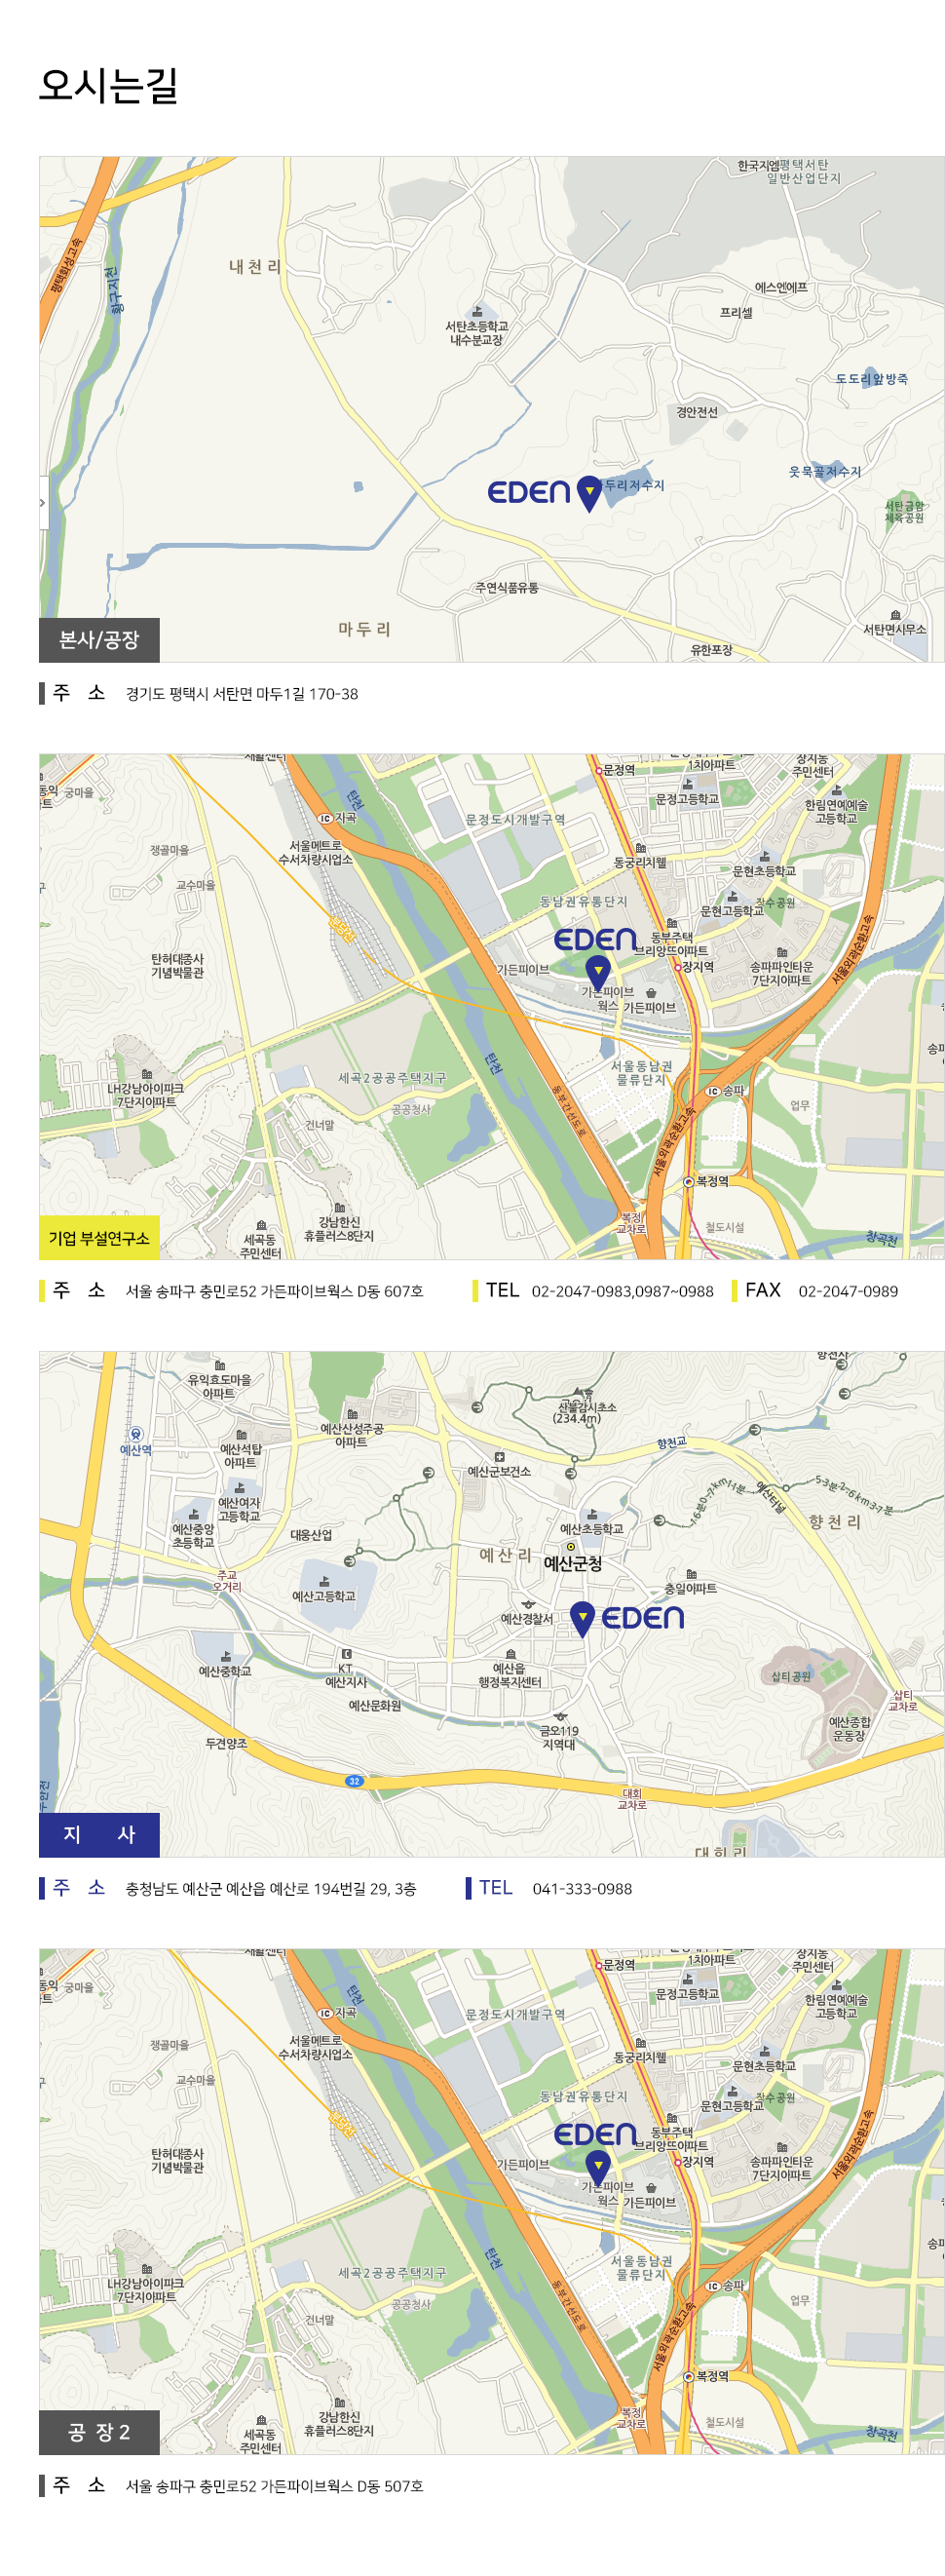 오시는길
한국지엠
평택서탄
일반산업단지
평택화성고속
황구지천
내천리
에스엔에프
프리셀
서탄초등학교
내수분교장
도도리앞방죽
경안전선
웃묵골저수지
EDEN
두리저수지
서탄금암
체육공원
주연식품유통
마두리
서탄면사무소
유한포장
본사/공장
주 소 경기도 평택시 서탄면 마두1길 170-38
문정역
1차아파트
장지동
주민센터
궁마을
탄천
문정고등학교
한림연예예술
고등학교
IC 자곡
문정도시개발구역
쟁골마을
서울메트로
수서차량사업소
동궁리치웰
문현초등학교
교수마을
동남권유통단지
문현고등학교
장수공원
분당선
EDEN
동부주택
브리앙뜨아파트
서울외곽순환고속
탄허대종사
기념박물관
가든파이브
장지역
송파파인타운
7단지아파트
가든파이브
웍스
가든파이브
탄천
세곡2공공주택지구
서울동남권
물류단지
LH강남아이파크
7단지아파트
공공청사
동부간선도로
IC 송파
업무
건너말
서울외곽순환고속
복정역
강남한신
휴플러스8단지
복정
교차로
철도시설
창곡천
세곡동
주민센터
기업 부설연구소
주 소 서울 송파구 충민로52 가든파이브웍스 D동 607호 TEL 02-2047-0983,0987~0988 FAX 02-2047-0989
향천사
유익효도마을
아파트
산불감시초소
(234.4m)
예산산성주공
아파트
예산역
예산석탑
아파트
향천교
예산군보건소
예산여자
고등학교
예산터널
향천리
예산중앙
초등학교
대웅산업
예산초등학교
예산리
예산군청
주교
오거리
예산고등학교
충일아파트
예산경찰서
EDEN
예산중학교
KT
예산지사
예산읍
행정복지센터
삽티공원
예산문화원
삽티
교차로
금오119
지역대
예산종합
운동장
두견양조
32
대회
교차로
대회리
지 사
주 소 충청남도 예산군 예산읍 예산로 194번길 29, 3층 TEL 041-333-0988
문정역
1차아파트
장지동
주민센터
궁마을
탄천
문정고등학교
한림연예예술
고등학교
IC 자곡
문정도시개발구역
쟁골마을
서울메트로
수서차량사업소
동궁리치웰
문현초등학교
교수마을
동남권유통단지
문현고등학교
장수공원
분당선
EDEN
동부주택
브리앙뜨아파트
서울외곽순환고속
탄허대종사
기념박물관
가든파이브
장지역
송파파인타운
7단지아파트
가든파이브
웍스
가든파이브
탄천
세곡2공공주택지구
서울동남권
물류단지
LH강남아이파크
7단지아파트
공공청사
동부간선도로
IC 송파
업무
건너말
서울외곽순환고속
복정역
강남한신
휴플러스8단지
복정
교차로
철도시설
창곡천
세곡동
주민센터
공 장 2
주 소 서울 송파구 충민로52 가든파이브웍스 D동 507호